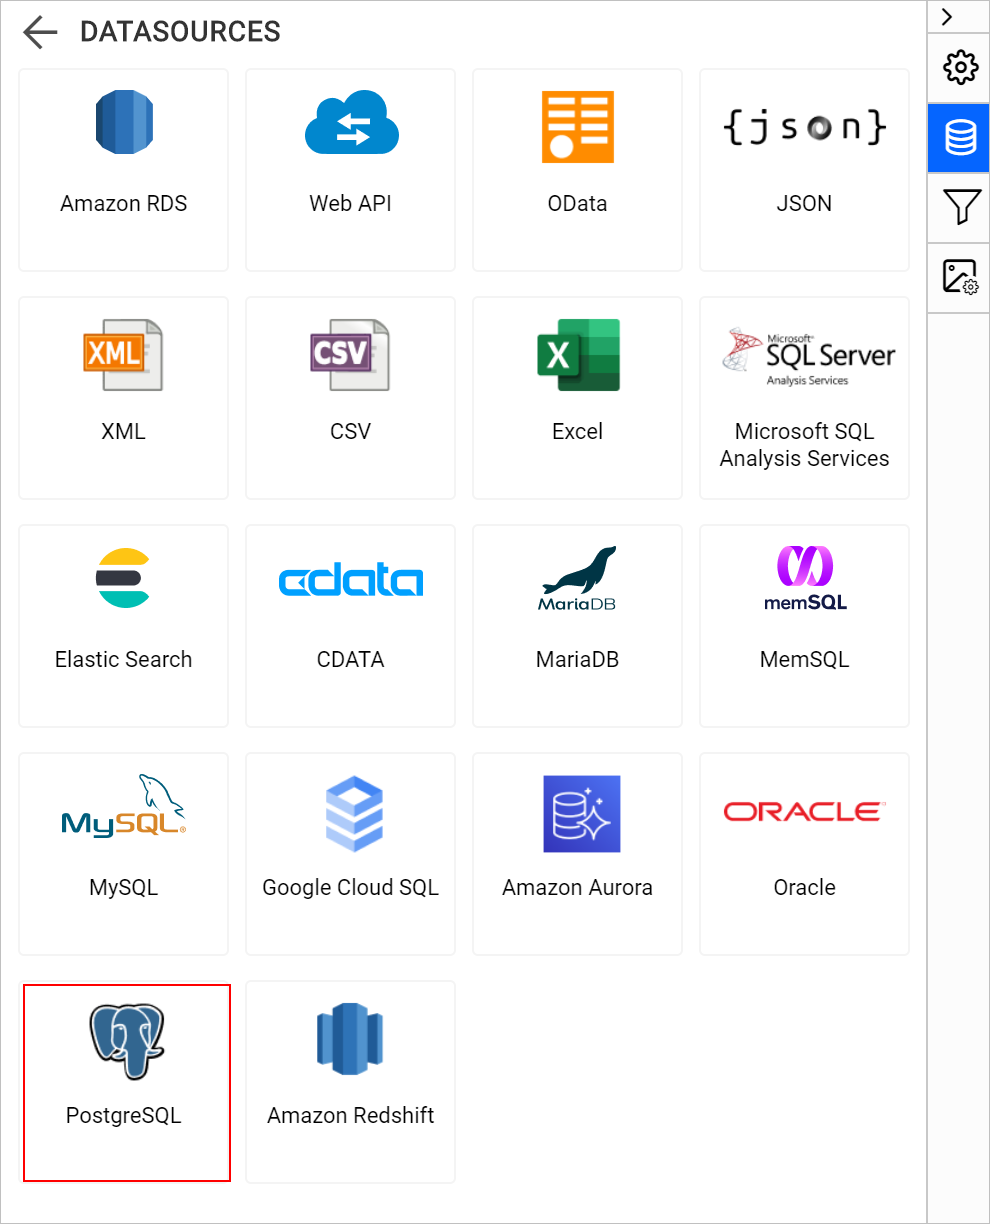 DATASOURCES
{json}
Amazon RDS
Web API
OData
JSON
XML
CSV
X
Microsoft®
SQL Server
Analysis Services
XML
CSV
Excel
Microsoft SQL
Analysis Services
cdata
MariaDB
memSQL
Elastic Search
CDATA
MariaDB
MemSQL
MySQL®
ORACLE
MySQL
Google Cloud SQL
Amazon Aurora
Oracle
PostgreSQL
Amazon Redshift